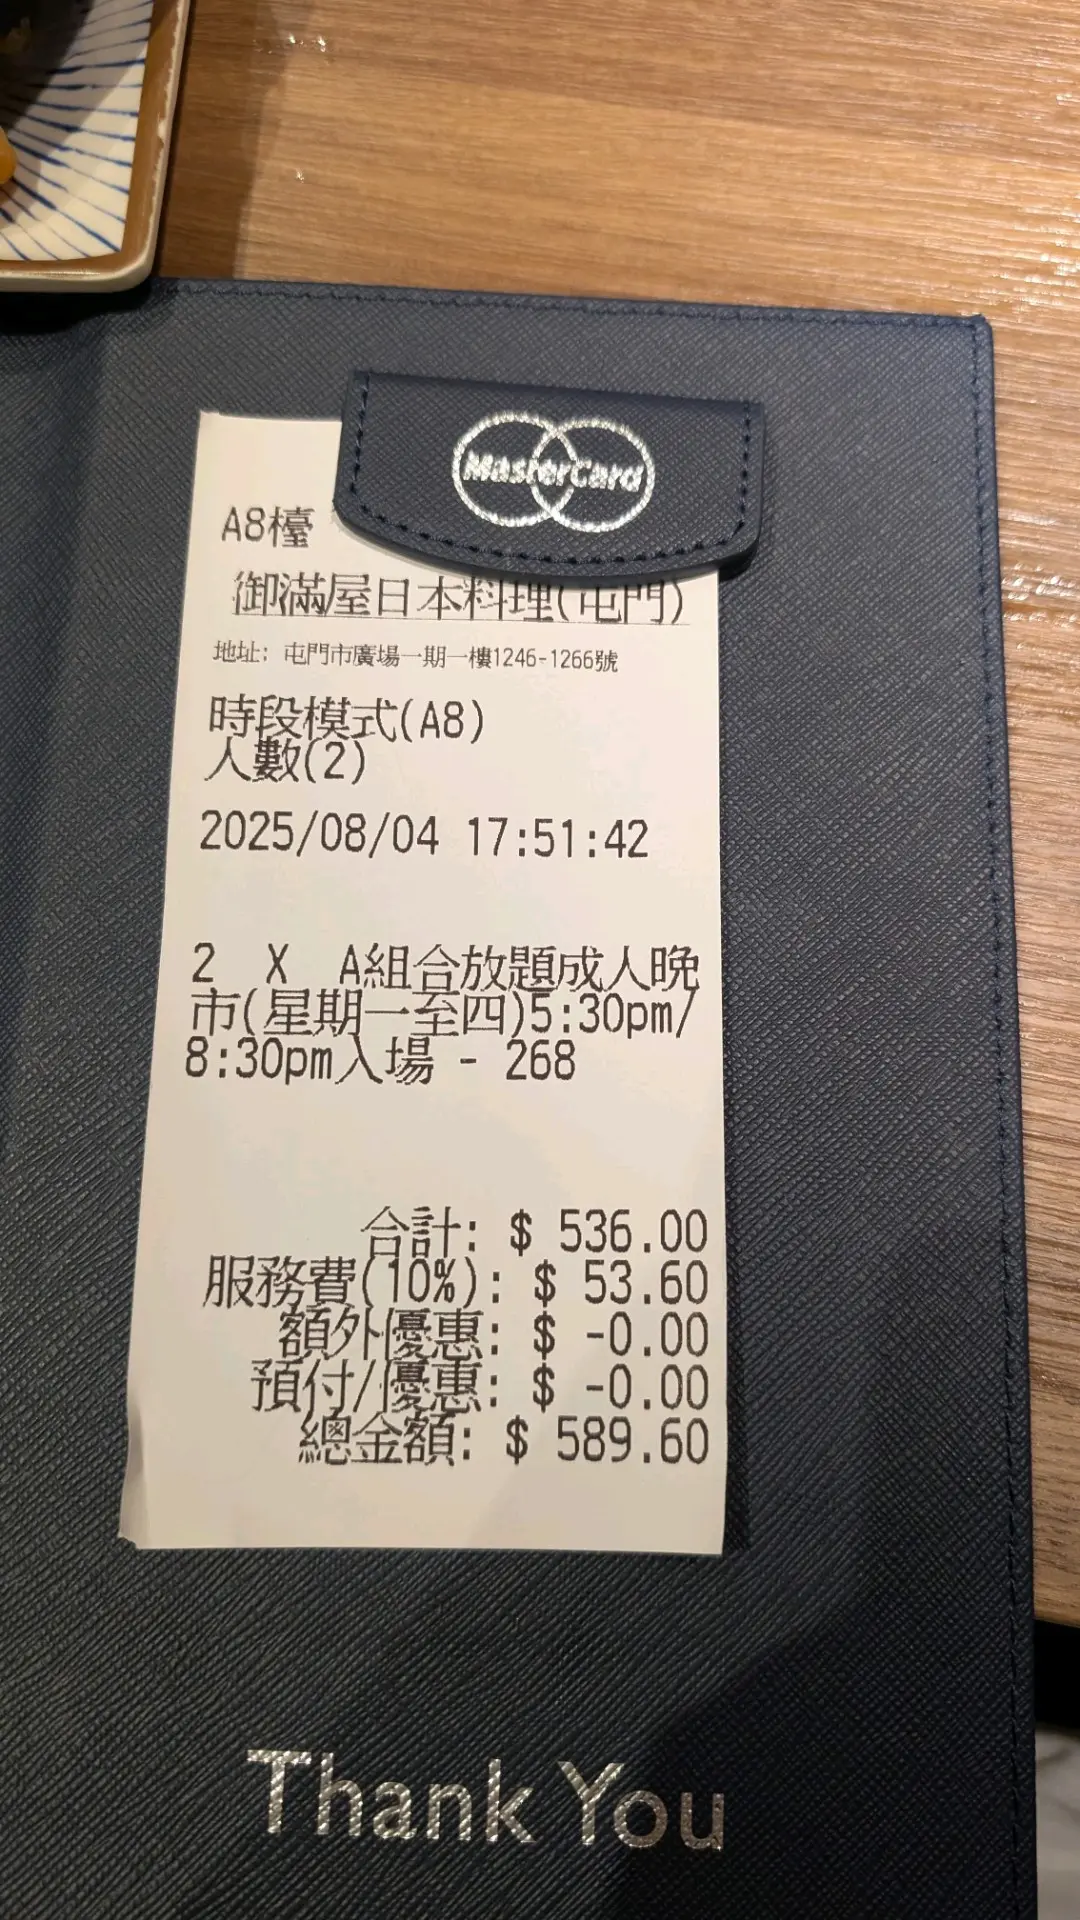 MasterCard
A8檯
御滿屋日本料理(屯門)
地址: 屯門市廣場一期一樓1246-1266號
時段模式(A8)
人數(2)
2025/08/04 17:51:42
2 X A組合放題成人晚
市(星期一至四)5:30pm/
8:30pm入場 - 268
合計: $ 536.00
服務費(10%): $ 53.60
額外優惠: $ -0.00
預付/優惠: $ -0.00
總金額: $ 589.60
Thank You